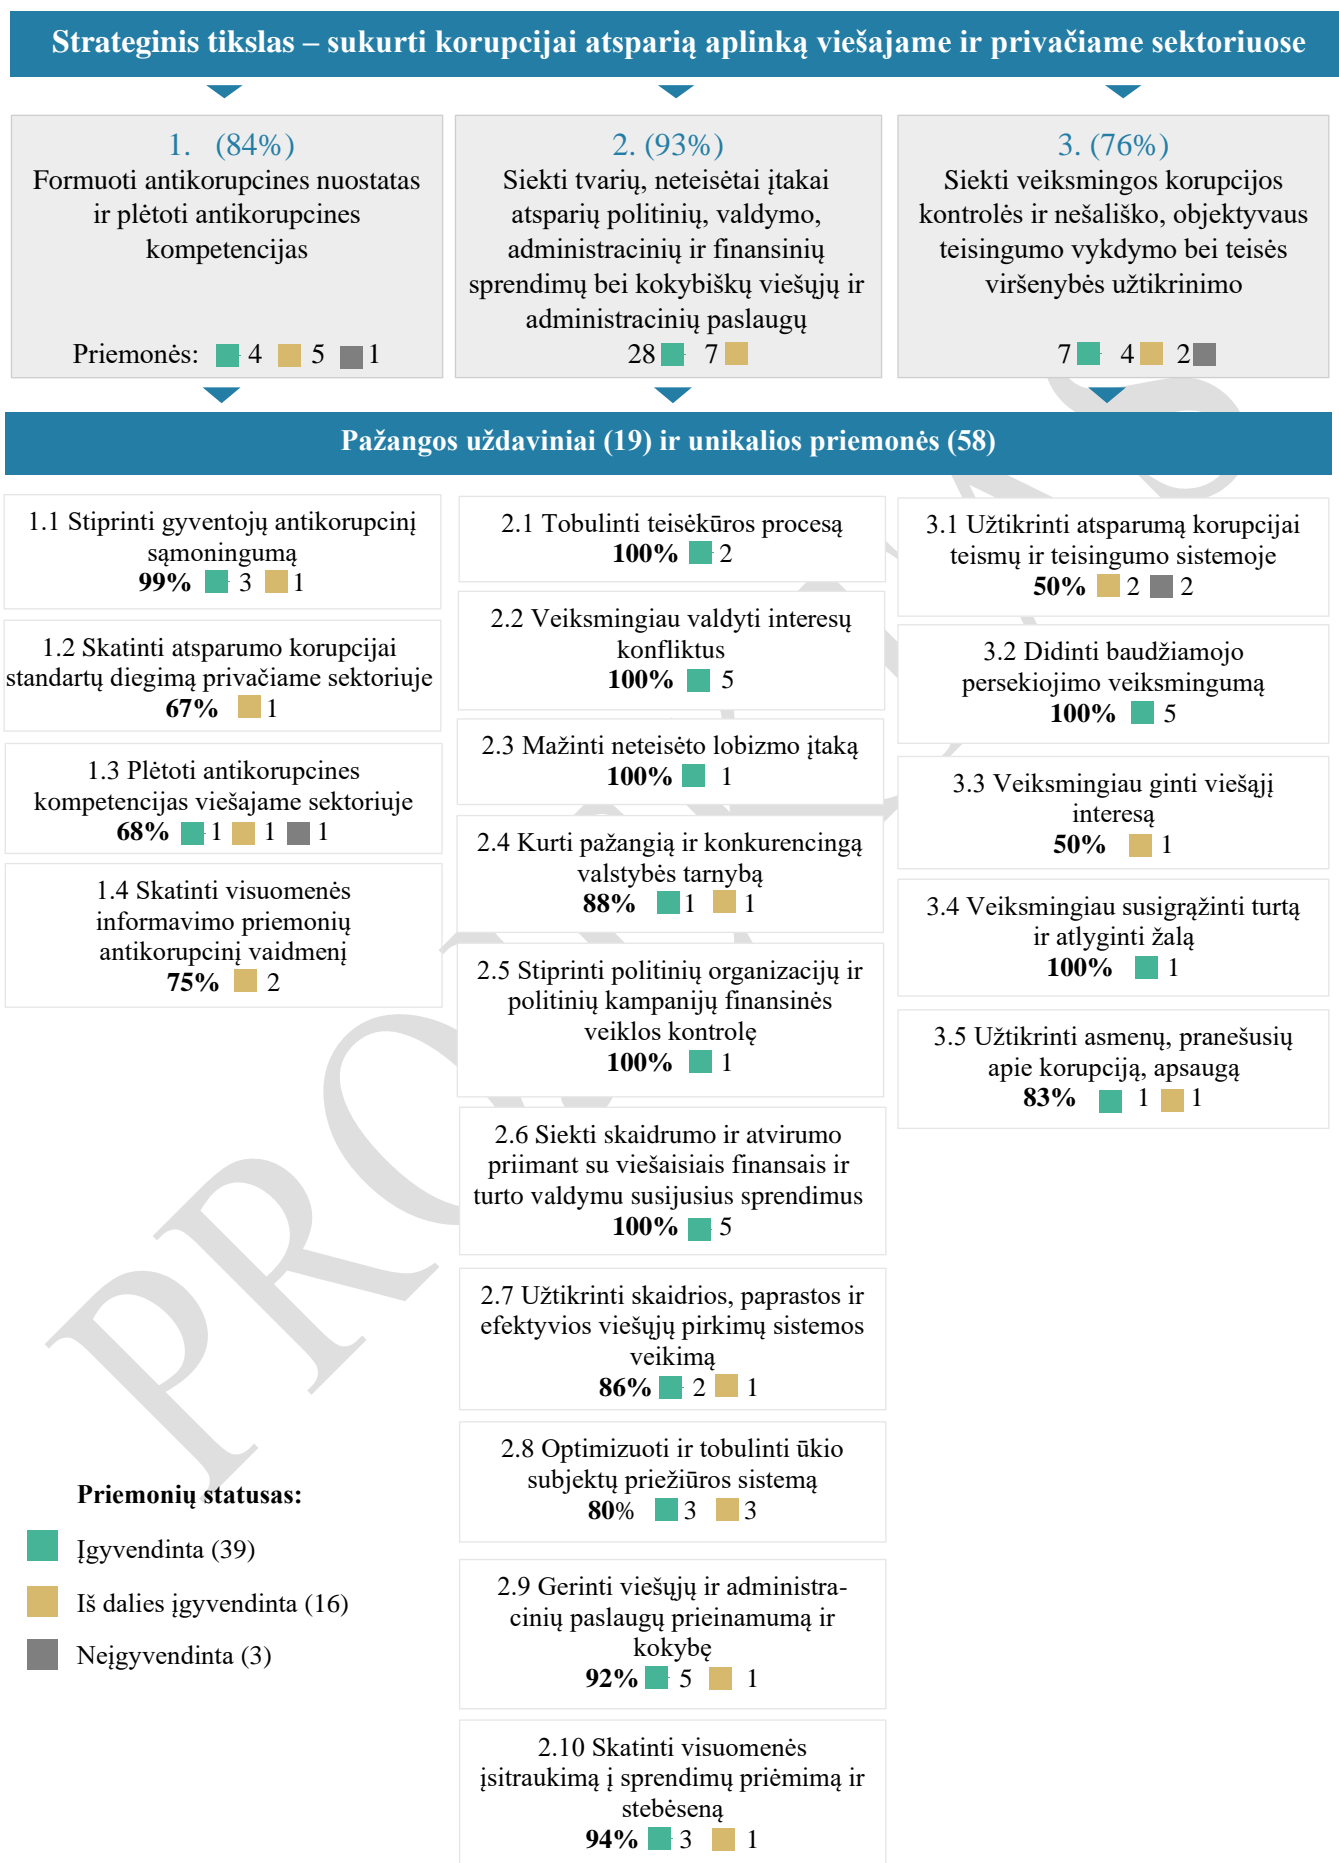 Strateginis tikslas – sukurti korupcijai atsparią aplinką viešajame ir privačiame sektoriuose
1. (84%)
Formuoti antikorupcines nuostatas
ir plėtoti antikorupcines
kompetencijas
Priemonės: 4 5 1
2. (93%)
Siekti tvarių, neteisėtai įtakai
atsparių politinių, valdymo,
administracinių ir finansinių
sprendimų bei kokybiškų viešųjų ir
administracinių paslaugų
28 7
3. (76%)
Siekti veiksmingos korupcijos
kontrolės ir nešališko, objektyvaus
teisingumo vykdymo bei teisės
viršenybės užtikrinimo
7 4 2
Pažangos uždaviniai (19) ir unikalios priemonės (58)
1.1 Stiprinti gyventojų antikorupcinį
sąmoningumą
99% 3 1
1.2 Skatinti atsparumo korupcijai
standartų diegimą privačiame sektoriuje
67% 1
1.3 Plėtoti antikorupcines
kompetencijas viešajame sektoriuje
68% 1 1 1
1.4 Skatinti visuomenės
informavimo priemonių
antikorupcinį vaidmenį
75% 2
2.1 Tobulinti teisėkūros procesą
100% 2
2.2 Veiksmingiau valdyti interesų
konfliktus
100% 5
2.3 Mažinti neteisėto lobizmo įtaką
100% 1
2.4 Kurti pažangią ir konkurencingą
valstybės tarnybą
88% 1 1
2.5 Stiprinti politinių organizacijų ir
politinių kampanijų finansinės
veiklos kontrolę
100% 1
2.6 Siekti skaidrumo ir atvirumo
priimant su viešaisiais finansais ir
turto valdymu susijusius sprendimus
100% 5
2.7 Užtikrinti skaidrios, paprastos ir
efektyvios viešųjų pirkimų sistemos
veikimą
86% 2 1
2.8 Optimizuoti ir tobulinti ūkio
subjektų priežiūros sistemą
80% 3 3
2.9 Gerinti viešųjų ir administra-
cinių paslaugų prieinamumą ir
kokybę
92% 5 1
2.10 Skatinti visuomenės
įsitraukimą į sprendimų priėmimą ir
stebėseną
94% 3 1
3.1 Užtikrinti atsparumą korupcijai
teismų ir teisingumo sistemoje
50% 2 2
3.2 Didinti baudžiamojo
persekiojimo veiksmingumą
100% 5
3.3 Veiksmingiau ginti viešąjį
interesą
50% 1
3.4 Veiksmingiau susigrąžinti turtą
ir atlyginti žalą
100% 1
3.5 Užtikrinti asmenų, pranešusių
apie korupciją, apsaugą
83% 1 1
Priemonių statusas:
Įgyvendinta (39)
Iš dalies įgyvendinta (16)
Neįgyvendinta (3)